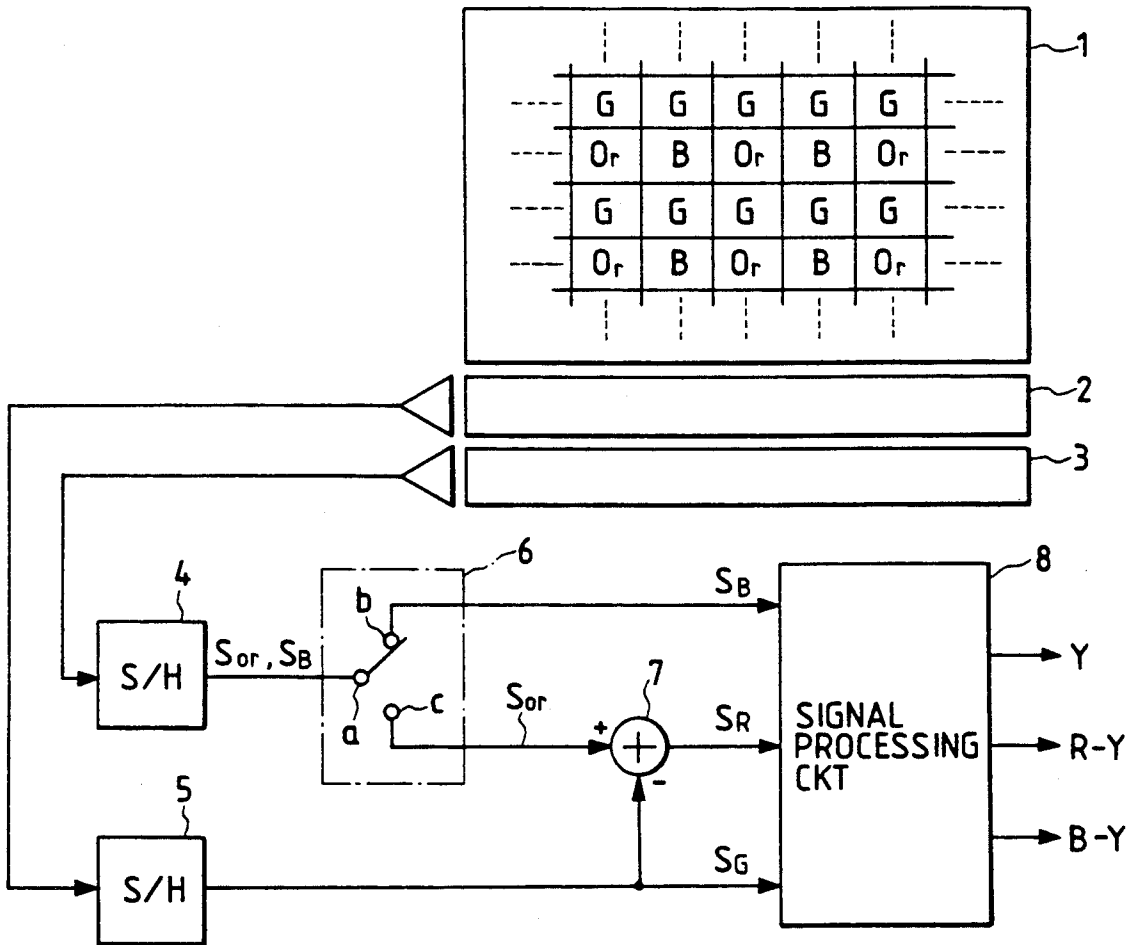 1
G G G G G
Or B Or B Or
G G G G G
Or B Or B Or
2
3
4
S/H
Sor, SB
6
b
a
c
SB
Sor
7
+
-
SR
8
SIGNAL
PROCESSING
CKT
Y
R-Y
B-Y
5
S/H
SG